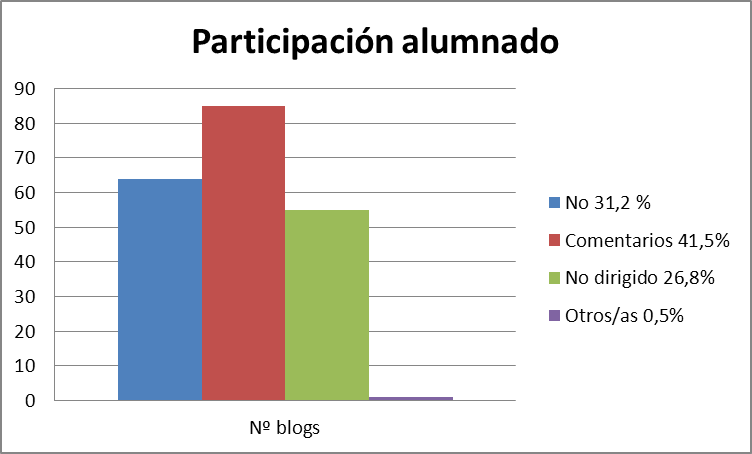 Participación alumnado
90
80
70
60
50
40
30
20
10
0
Nº blogs
No 31,2 %
Comentarios 41,5%
No dirigido 26,8%
Otros/as 0,5%